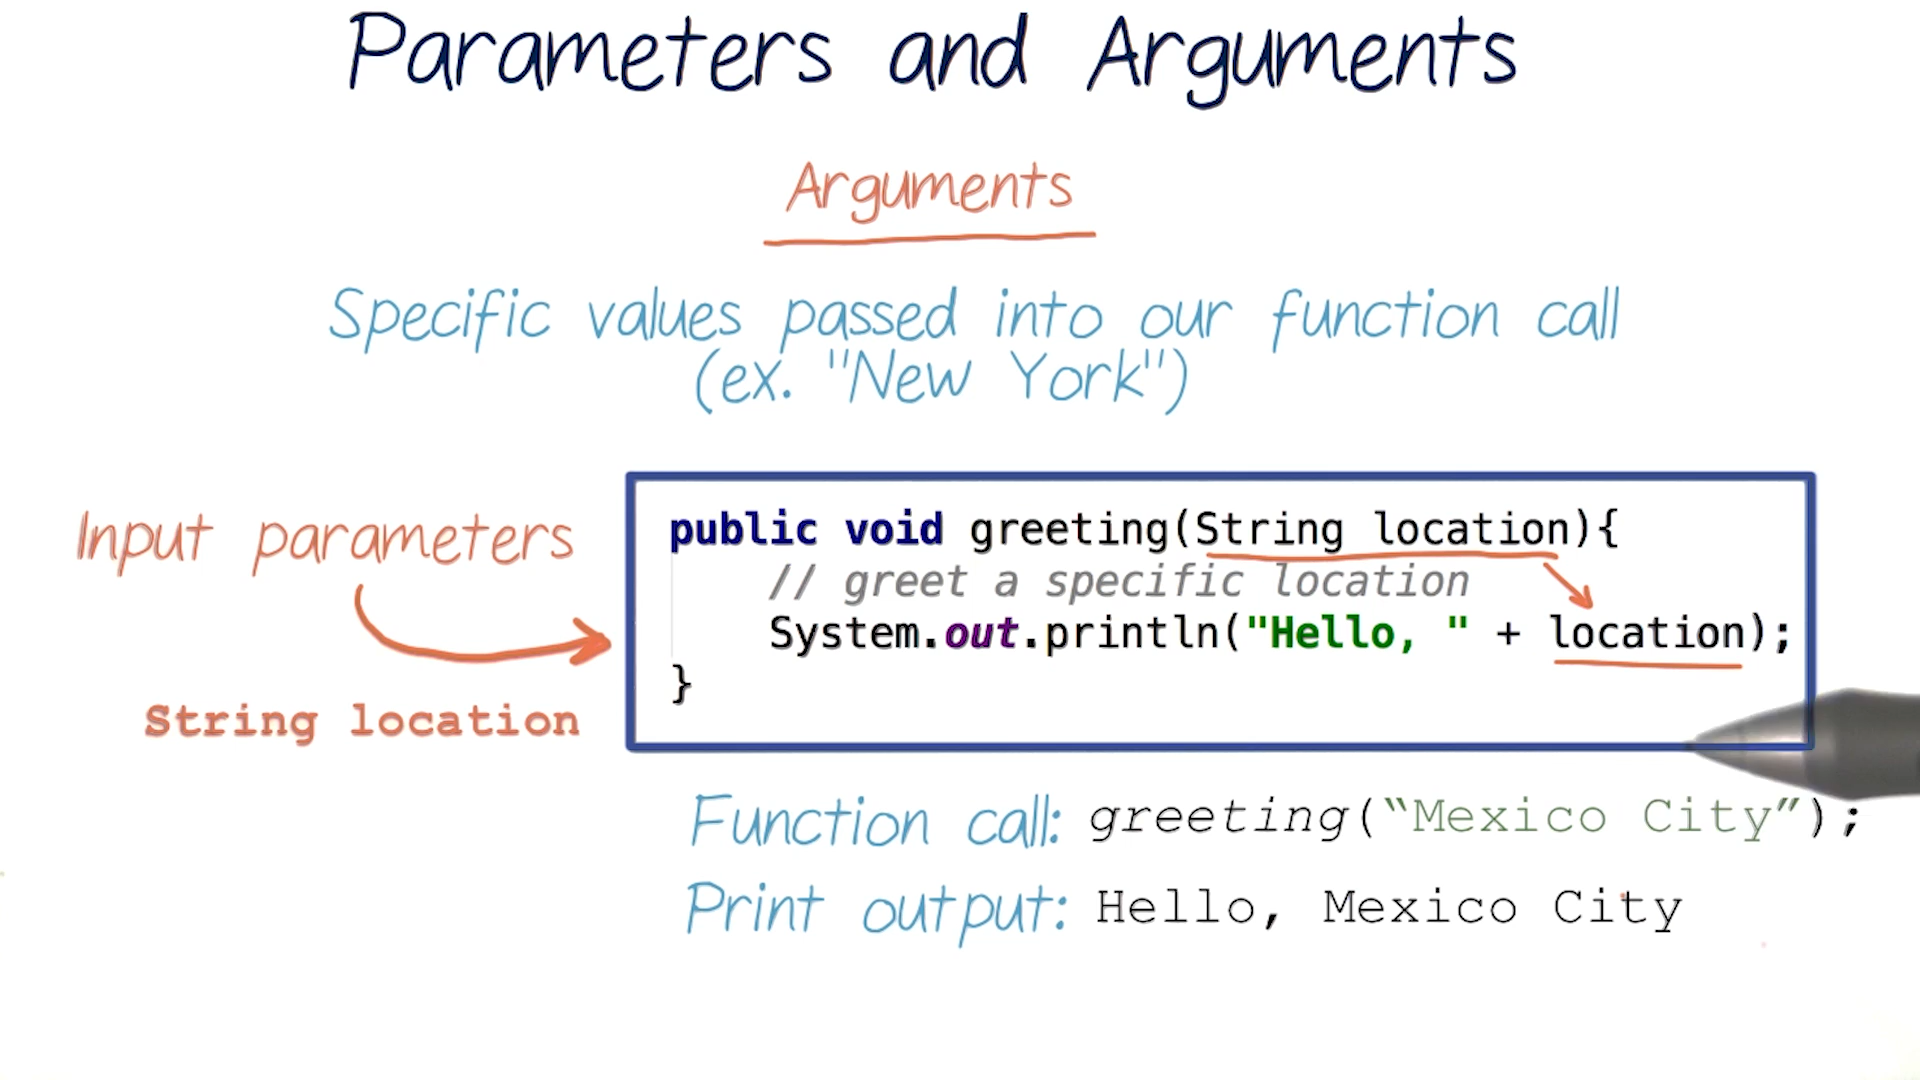 Parameters and Arguments
Arguments
Specific values passed into our function call
(ex. "New York")
Input parameters
String location
public void greeting(String location){
// greet a specific location
System.out.println("Hello, " + location);
}
Function call: greeting(“Mexico City”);
Print output: Hello, Mexico City